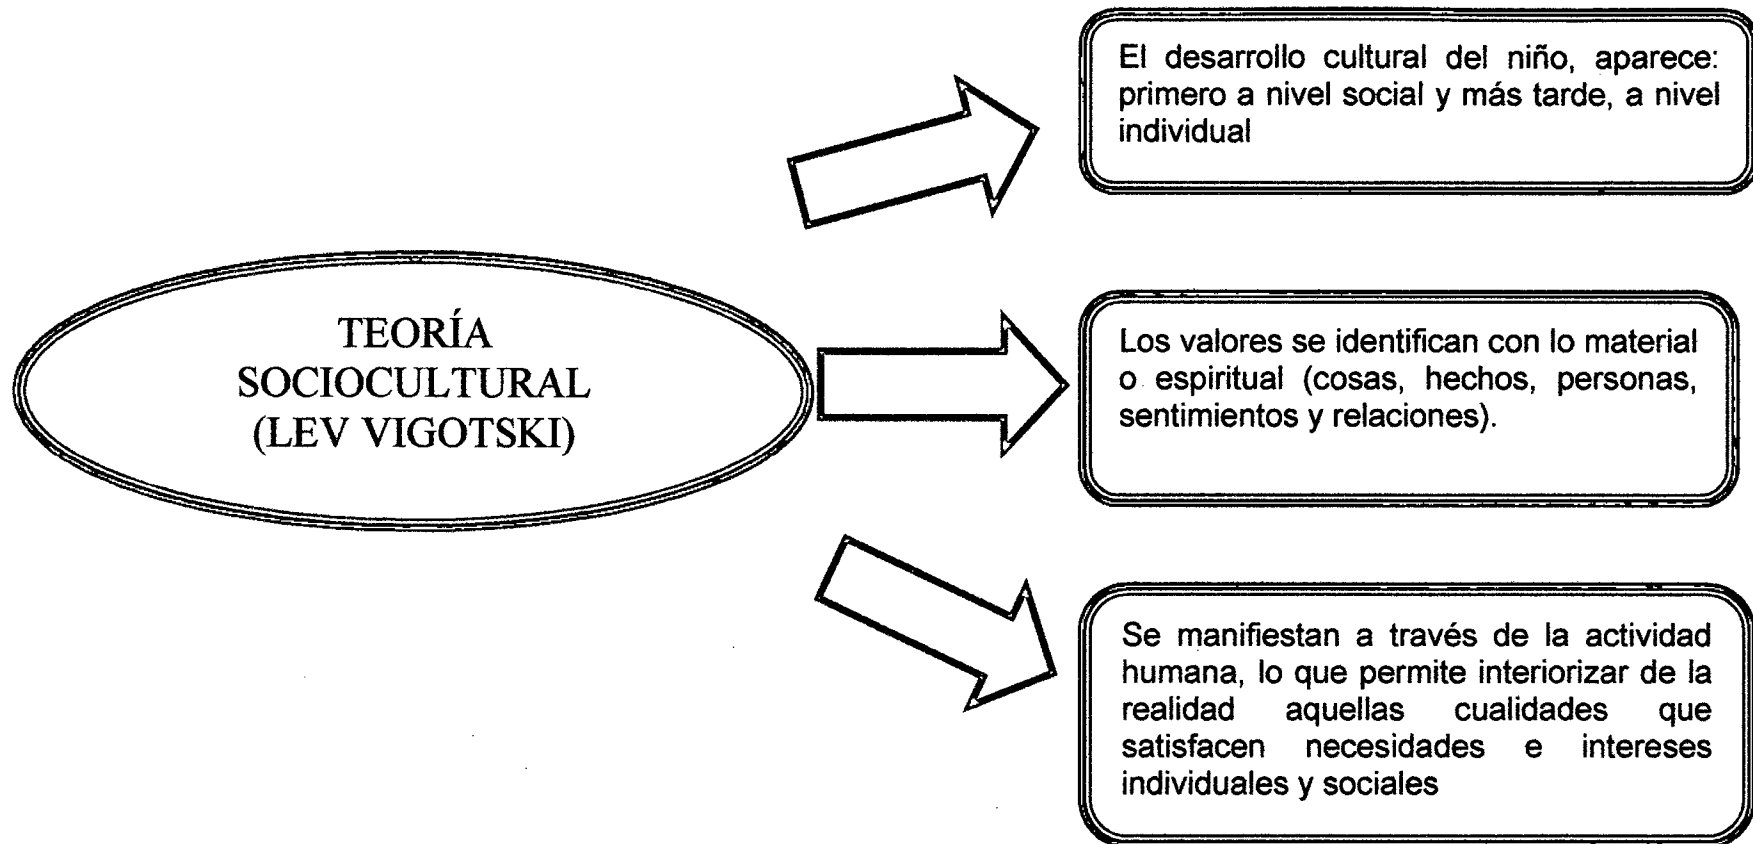 TEORÍA
SOCIOCULTURAL
(LEV VIGOTSKI)
El desarrollo cultural del niño, aparece:
primero a nivel social y más tarde, a nivel
individual
Los valores se identifican con lo material
o espiritual (cosas, hechos, personas,
sentimientos y relaciones).
Se manifiestan a través de la actividad
humana, lo que permite interiorizar de la
realidad aquellas cualidades que
satisfacen necesidades e intereses
individuales y sociales